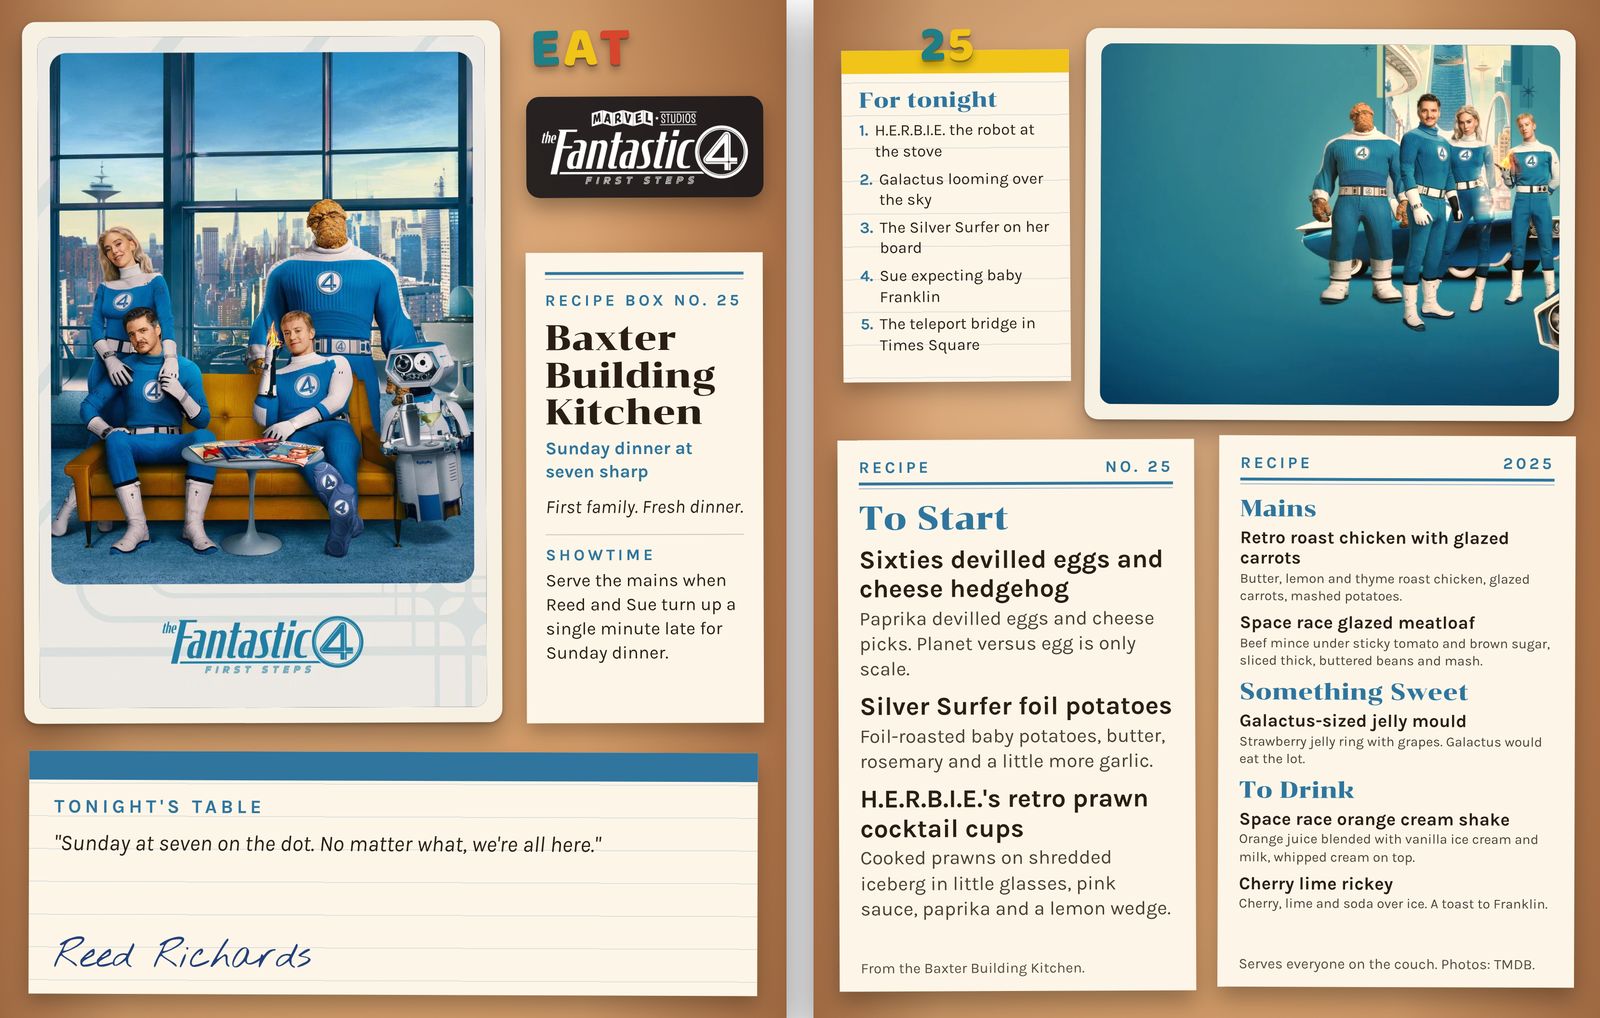 EAT
MARVEL STUDIOS
the Fantastic 4
FIRST STEPS
the Fantastic 4
FIRST STEPS
RECIPE BOX NO. 25
Baxter
Building
Kitchen
Sunday dinner at
seven sharp
First family. Fresh dinner.
SHOWTIME
Serve the mains when
Reed and Sue turn up a
single minute late for
Sunday dinner.
TONIGHT'S TABLE
"Sunday at seven on the dot. No matter what, we're all here."
Reed Richards
25
For tonight
1. H.E.R.B.I.E. the robot at
the stove
2. Galactus looming over
the sky
3. The Silver Surfer on her
board
4. Sue expecting baby
Franklin
5. The teleport bridge in
Times Square
RECIPE NO. 25
To Start
Sixties devilled eggs and
cheese hedgehog
Paprika devilled eggs and cheese
picks. Planet versus egg is only
scale.
Silver Surfer foil potatoes
Foil-roasted baby potatoes, butter,
rosemary and a little more garlic.
H.E.R.B.I.E.'s retro prawn
cocktail cups
Cooked prawns on shredded
iceberg in little glasses, pink
sauce, paprika and a lemon wedge.
From the Baxter Building Kitchen.
RECIPE 2025
Mains
Retro roast chicken with glazed
carrots
Butter, lemon and thyme roast chicken, glazed
carrots, mashed potatoes.
Space race glazed meatloaf
Beef mince under sticky tomato and brown sugar,
sliced thick, buttered beans and mash.
Something Sweet
Galactus-sized jelly mould
Strawberry jelly ring with grapes. Galactus would
eat the lot.
To Drink
Space race orange cream shake
Orange juice blended with vanilla ice cream and
milk, whipped cream on top.
Cherry lime rickey
Cherry, lime and soda over ice. A toast to Franklin.
Serves everyone on the couch. Photos: TMDB.